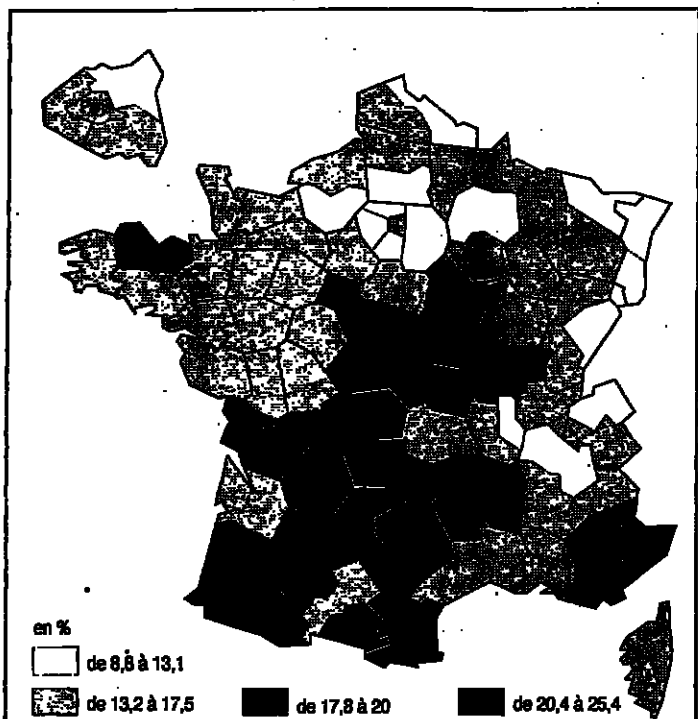 en %
de 8,8 à 13,1
de 13,2 à 17,5 de 17,8 à 20 de 20,4 à 25,4